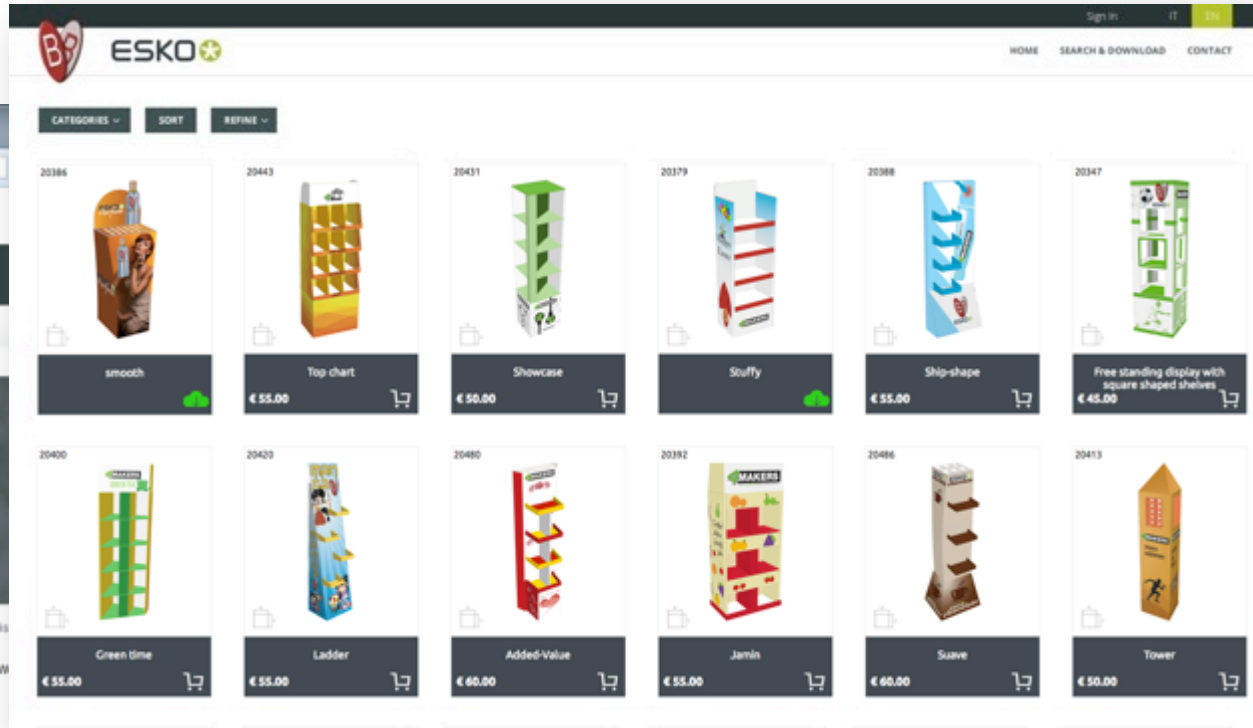 Sign In IT EN
B
ESKO
HOME SEARCH & DOWNLOAD CONTACT
CATEGORIES SORT REFINE
20386 20443 20431 20379 20388 20347
smooth Top chart Showcase Stuffy Ship-shape Free standing display with
square shaped shelves
€ 55.00 € 50.00 € 55.00 € 45.00
20400 20420 20480 20392 20486 20413
MAKERS MAKERS MAKERS
Green time Ladder Added-Value Jamin Suave Tower
€ 55.00 € 55.00 € 60.00 € 55.00 € 60.00 € 50.00